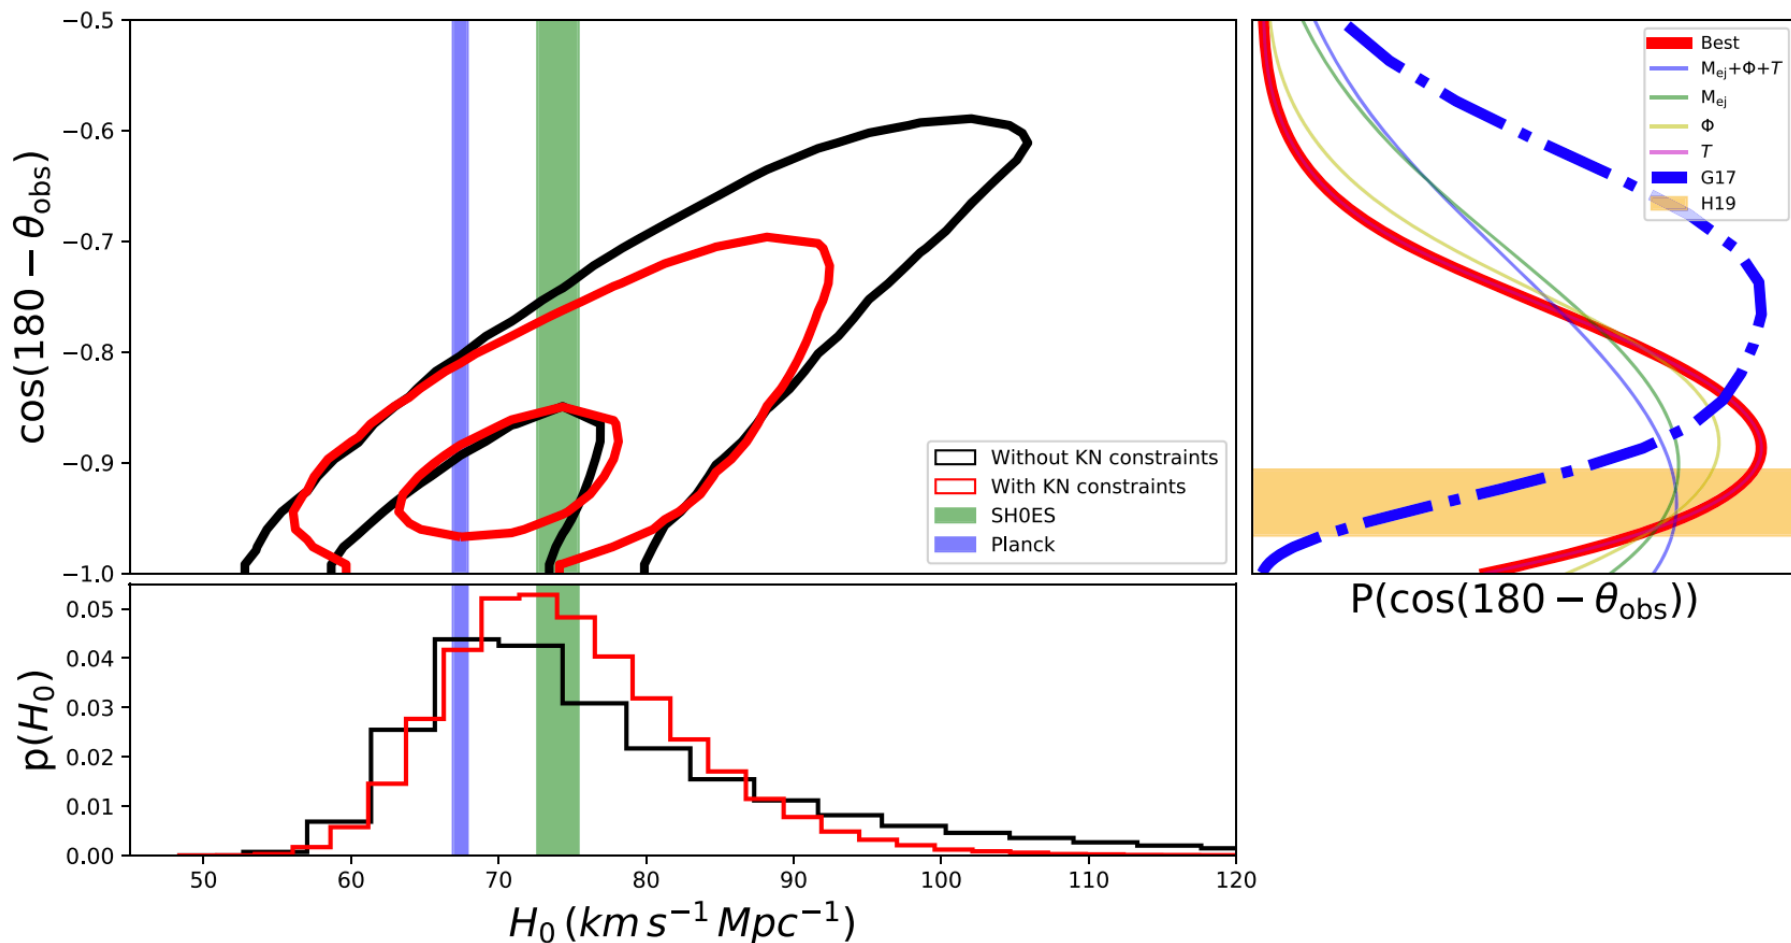 cos(180 − θobs)
−0.5
−0.6
−0.7
−0.8
−0.9
−1.0
Without KN constraints
With KN constraints
SH0ES
Planck
Best
Mej+Φ+T
Mej
Φ
T
G17
H19
P(cos(180 − θobs))
p(H0)
0.05
0.04
0.03
0.02
0.01
0.00
50 60 70 80 90 100 110 120
H0 (km s−1 Mpc−1)